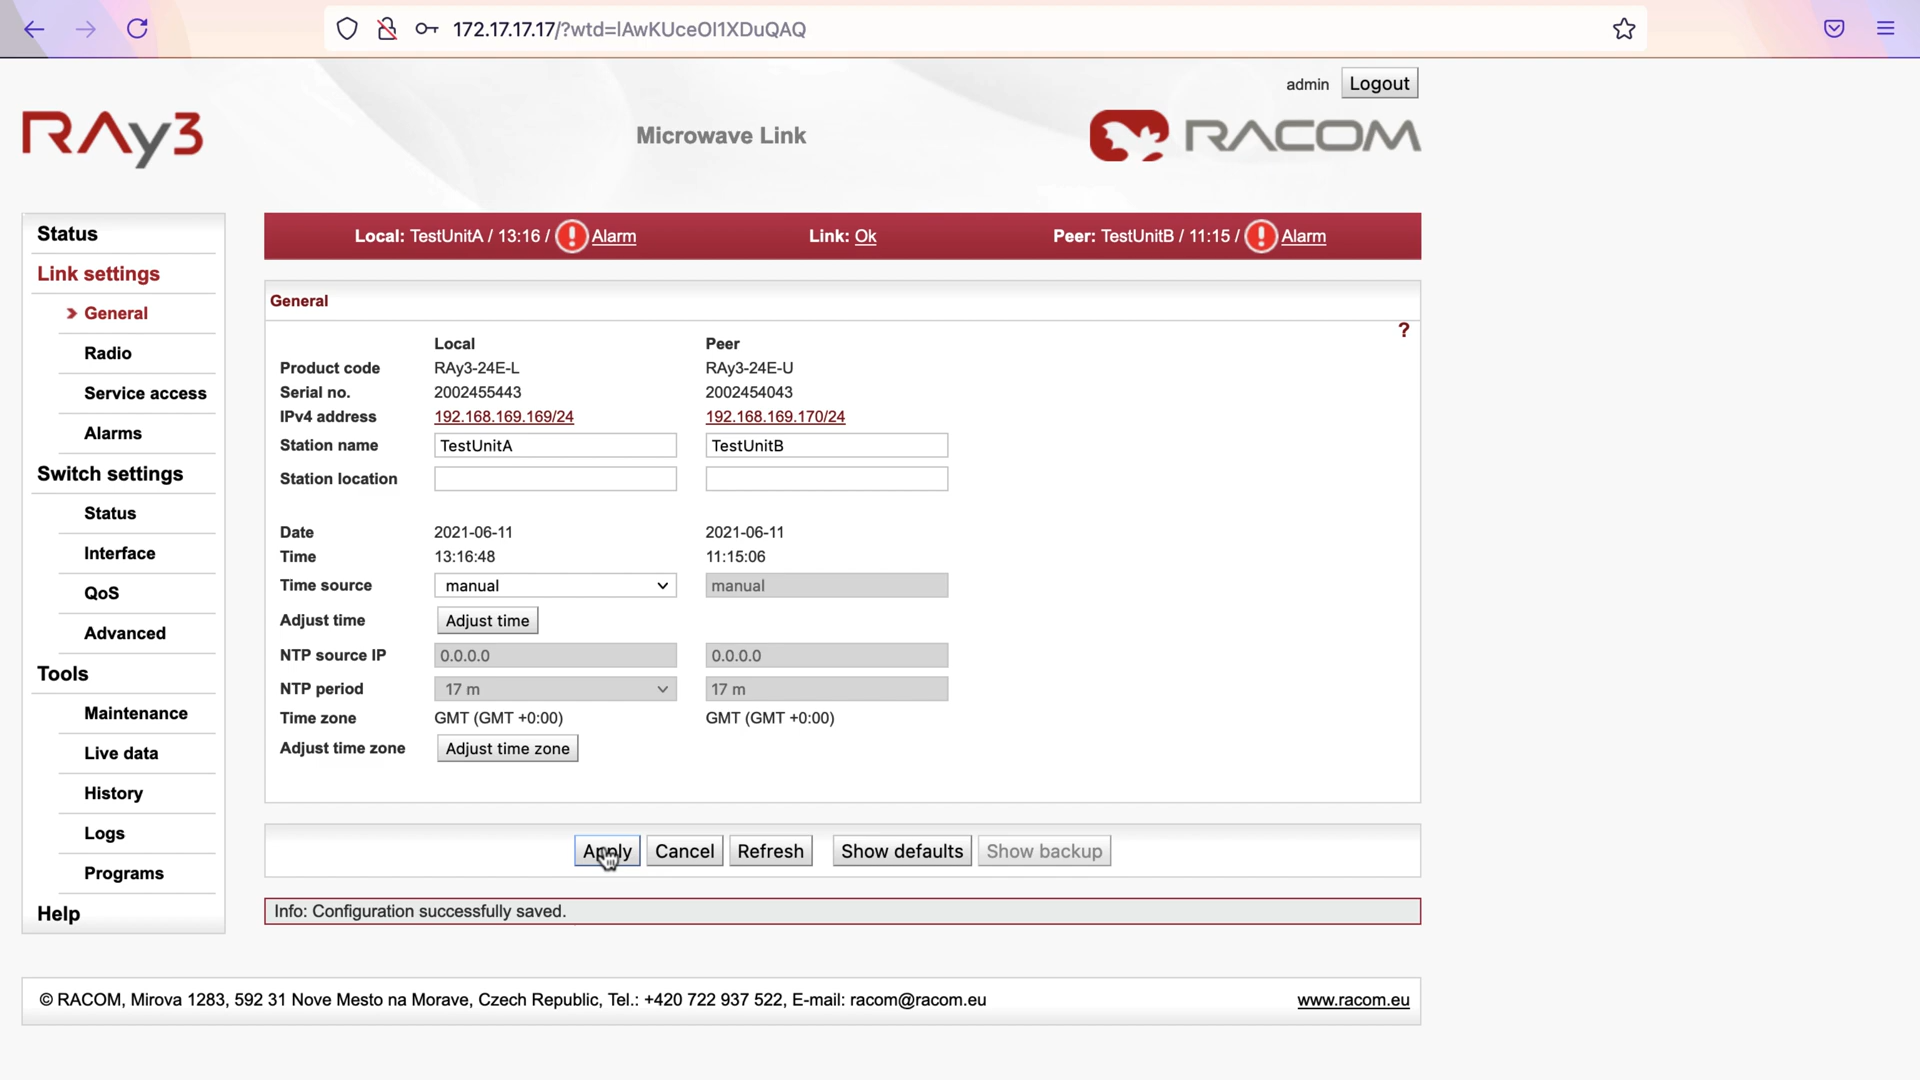 172.17.17.17/?wtd=lAwKUceOl1XDuQAQ
admin Logout
RAy3 Microwave Link RACOM
Status
Link settings
General
Radio
Service access
Alarms
Switch settings
Status
Interface
QoS
Advanced
Tools
Maintenance
Live data
History
Logs
Programs
Help
Local: TestUnitA / 13:16 / ! Alarm Link: Ok Peer: TestUnitB / 11:15 / ! Alarm
General
?
Local Peer
Product code RAy3-24E-L RAy3-24E-U
Serial no. 2002455443 2002454043
IPv4 address 192.168.169.169/24 192.168.169.170/24
Station name TestUnitA TestUnitB
Station location
Date 2021-06-11 2021-06-11
Time 13:16:48 11:15:06
Time source manual manual
Adjust time Adjust time
NTP source IP 0.0.0.0 0.0.0.0
NTP period 17 m 17 m
Time zone GMT (GMT +0:00) GMT (GMT +0:00)
Adjust time zone Adjust time zone
Apply Cancel Refresh Show defaults Show backup
Info: Configuration successfully saved.
© RACOM, Mirova 1283, 592 31 Nove Mesto na Morave, Czech Republic, Tel.: +420 722 937 522, E-mail: racom@racom.eu www.racom.eu